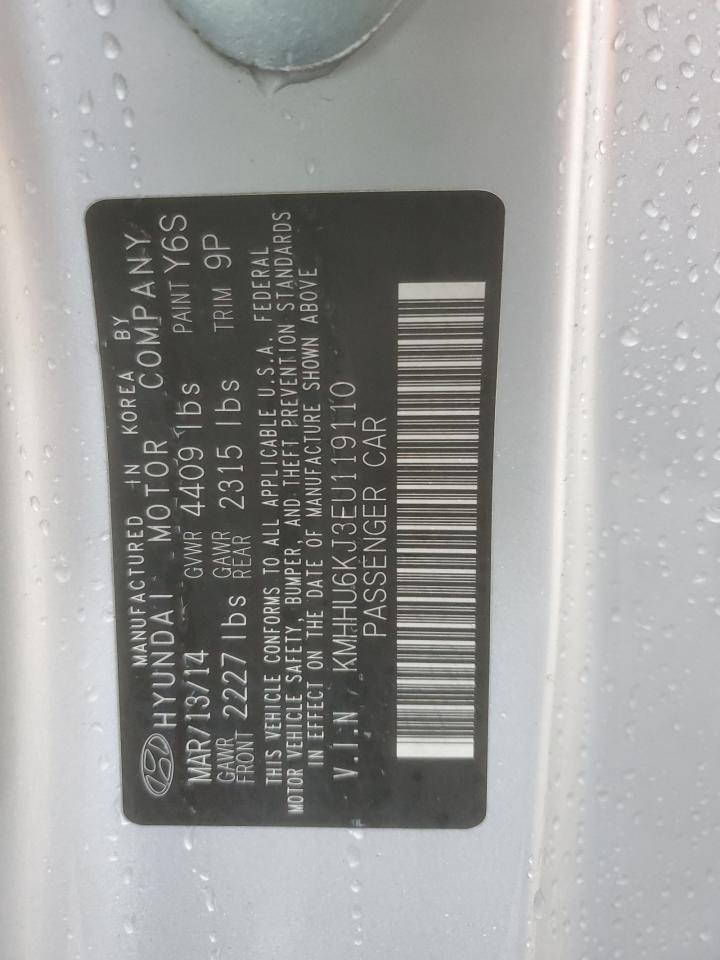 MANUFACTURED IN KOREA BY
HYUNDAI MOTOR COMPANY
MAR/13/14 GVWR 4409 lbs PAINT Y6S
GAWR FRONT 2227 lbs GAWR REAR 2315 lbs TRIM 9P
THIS VEHICLE CONFORMS TO ALL APPLICABLE U.S.A. FEDERAL
MOTOR VEHICLE SAFETY, BUMPER, AND THEFT PREVENTION STANDARDS
IN EFFECT ON THE DATE OF MANUFACTURE SHOWN ABOVE
V.I.N KMHHU6KJ3EU119110
PASSENGER CAR